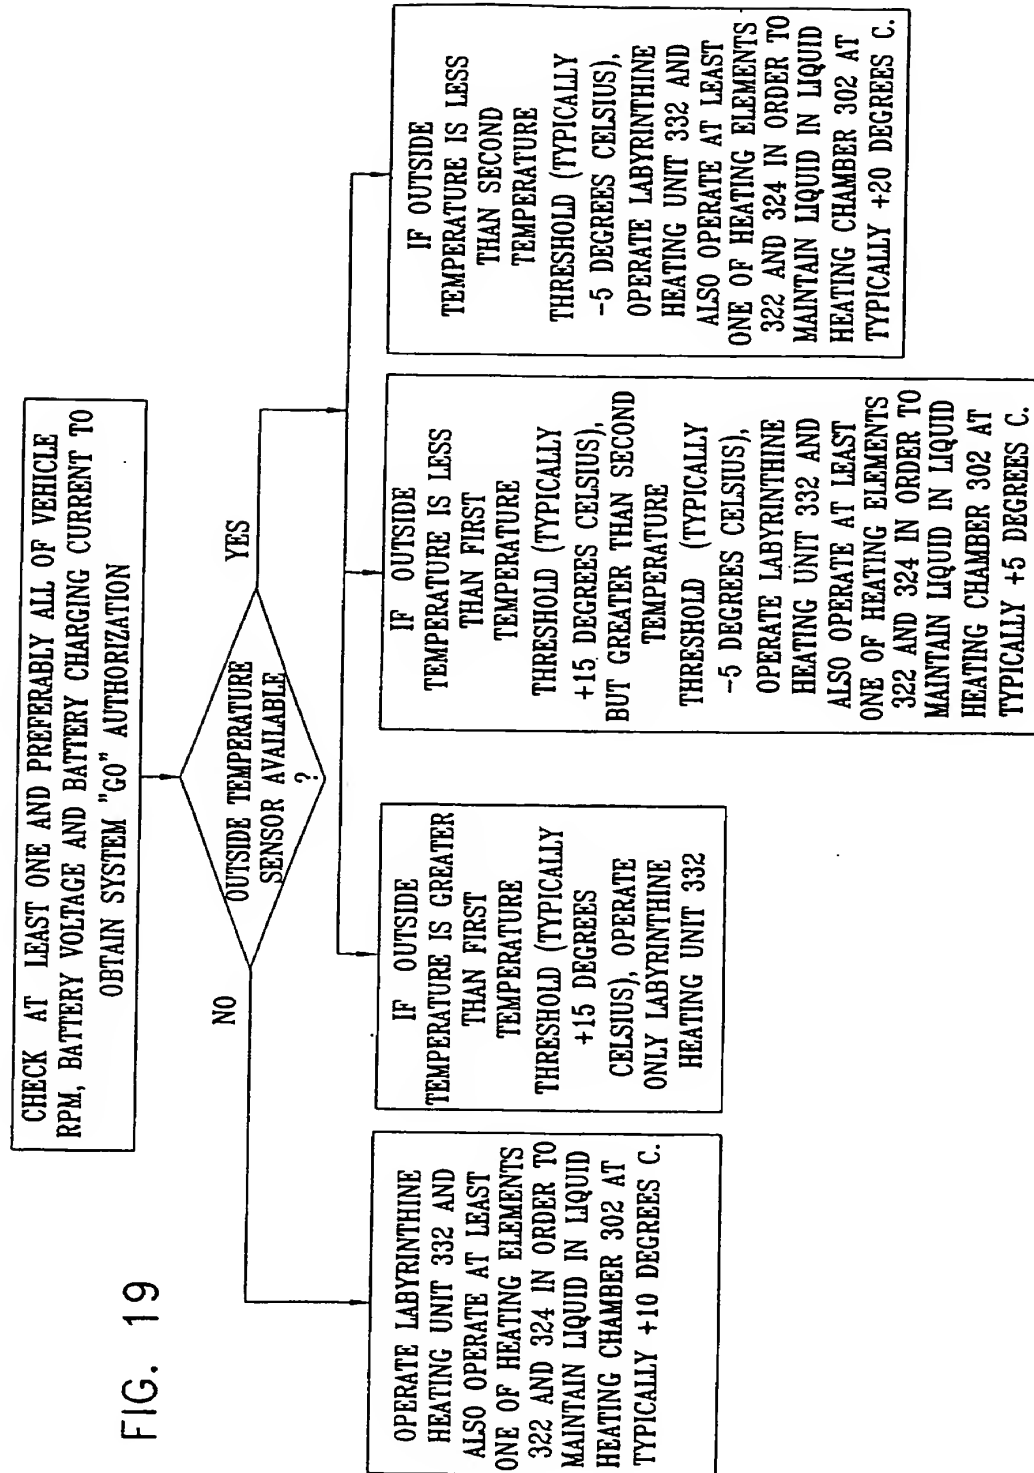 FIG. 19
CHECK AT LEAST ONE AND PREFERABLY ALL OF VEHICLE
RPM, BATTERY VOLTAGE AND BATTERY CHARGING CURRENT TO
OBTAIN SYSTEM "GO" AUTHORIZATION
OUTSIDE TEMPERATURE
SENSOR AVAILABLE
?
NO
YES
OPERATE LABYRINTHINE
HEATING UNIT 332 AND
ALSO OPERATE AT LEAST
ONE OF HEATING ELEMENTS
322 AND 324 IN ORDER TO
MAINTAIN LIQUID IN LIQUID
HEATING CHAMBER 302 AT
TYPICALLY +10 DEGREES C.
IF OUTSIDE
TEMPERATURE IS GREATER
THAN FIRST
TEMPERATURE
THRESHOLD (TYPICALLY
+15 DEGREES
CELSIUS), OPERATE
ONLY LABYRINTHINE
HEATING UNIT 332
IF OUTSIDE
TEMPERATURE IS LESS
THAN FIRST
TEMPERATURE
THRESHOLD (TYPICALLY
+15 DEGREES CELSIUS),
BUT GREATER THAN SECOND
TEMPERATURE
THRESHOLD (TYPICALLY
-5 DEGREES CELSIUS),
OPERATE LABYRINTHINE
HEATING UNIT 332 AND
ALSO OPERATE AT LEAST
ONE OF HEATING ELEMENTS
322 AND 324 IN ORDER TO
MAINTAIN LIQUID IN LIQUID
HEATING CHAMBER 302 AT
TYPICALLY +5 DEGREES C.
IF OUTSIDE
TEMPERATURE IS LESS
THAN SECOND
TEMPERATURE
THRESHOLD (TYPICALLY
-5 DEGREES CELSIUS),
OPERATE LABYRINTHINE
HEATING UNIT 332 AND
ALSO OPERATE AT LEAST
ONE OF HEATING ELEMENTS
322 AND 324 IN ORDER TO
MAINTAIN LIQUID IN LIQUID
HEATING CHAMBER 302 AT
TYPICALLY +20 DEGREES C.